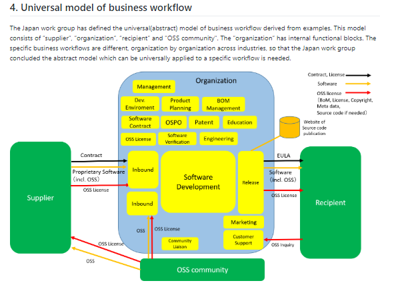 4. Universal model of business workflow
The Japan work group has defined the universal(abstract) model of business workflow derived from examples. This model
consists of "supplier", "organization", "recipient" and "OSS community". The "organization" has internal functional blocks. The
specific business workflows are different, organization by organization across industries, so that the Japan work group
concluded the abstract model which can be universally applied to a specific workflow is needed.
Organization
Contract, License
Software
OSS license
(BoM, License, Copyright,
Meta data,
Source code if needed)
Management
Dev.
Enviroment
Product
Planning
BOM
Management
Software
Contract
OSPO
Patent
Education
OSS License
Software
Verification
Engineering
Website of
Source code
publication
Contract
Proprietary Software
(incl. OSS)
OSS License
Inbound
Software
Development
Release
EULA
Software
(incl. OSS)
OSS License
Supplier
Recipient
Inbound
Marketing
OSS
OSS License
Community
Liaison
Customer
Support
OSS Inquiry
OSS License
OSS
OSS community